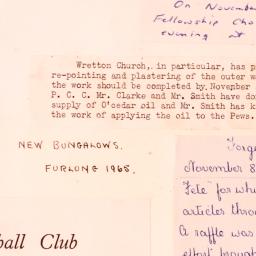 On November
Fellowship Cho
evening at
Wretton Church, in particular, has p
re-pointing and plastering of the outer w
the work should be completed by November
P. C. C. Mr. Clarke and Mr. Smith have do
supply of O'cedar oil and Mr. Smith has k
the work of applying the oil to the Pews.
NEW BUNGALOWS.
FURLONG 1965.
November 8
Fete for wh
articles thro
A raffle was
effort brough
ball Club